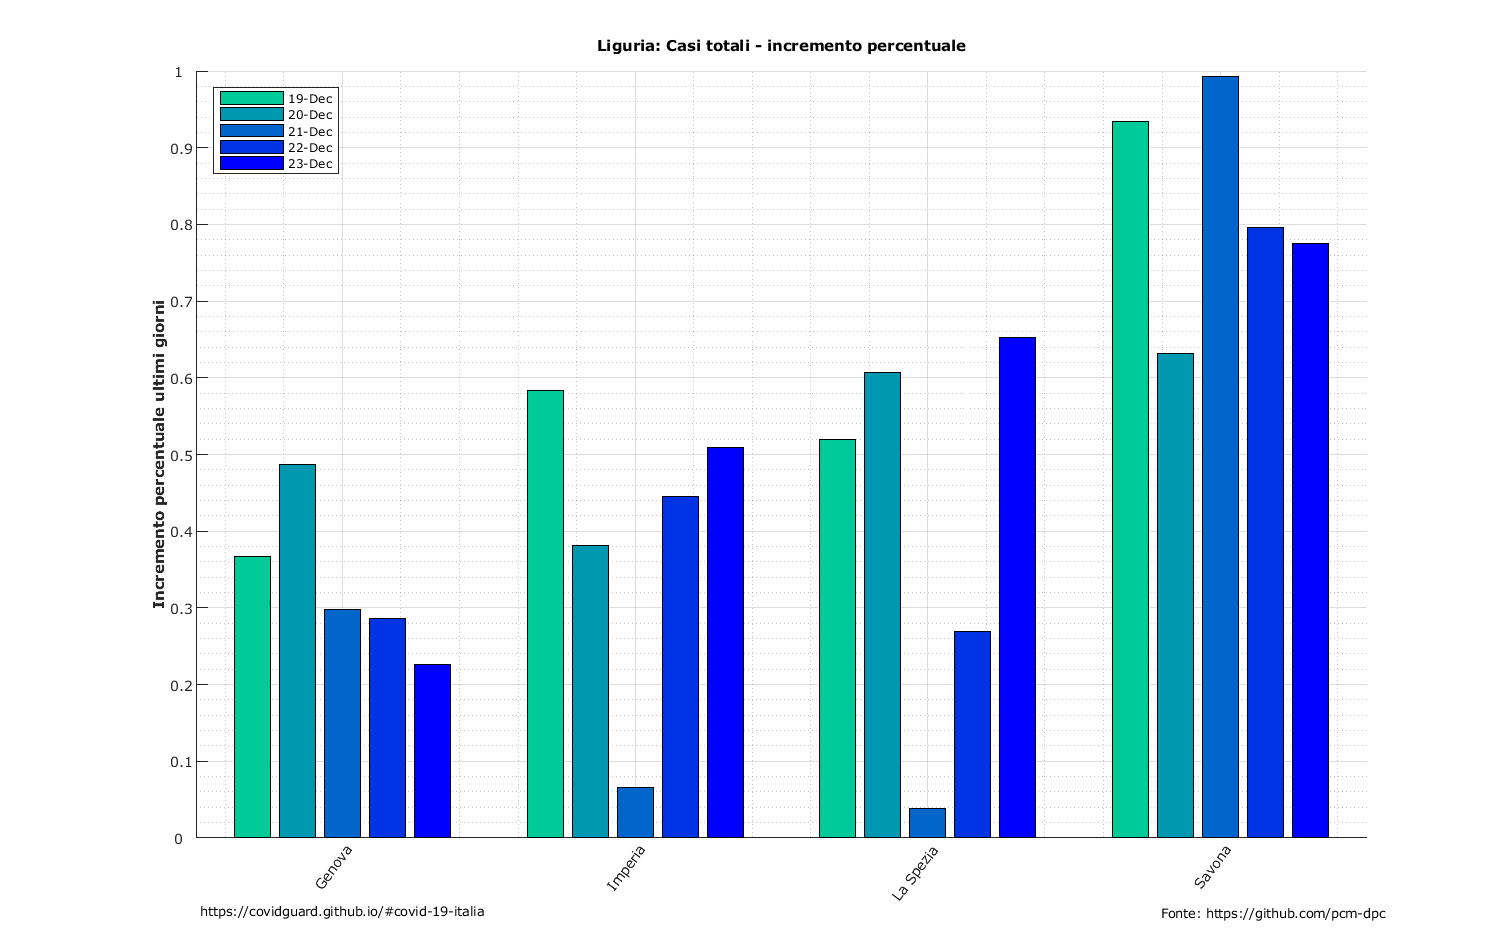 Liguria: Casi totali - incremento percentuale
Incremento percentuale ultimi giorni
1
0.9
0.8
0.7
0.6
0.5
0.4
0.3
0.2
0.1
0
19-Dec
20-Dec
21-Dec
22-Dec
23-Dec
Genova
Imperia
La Spezia
Savona
https://covidguard.github.io/#covid-19-italia
Fonte: https://github.com/pcm-dpc